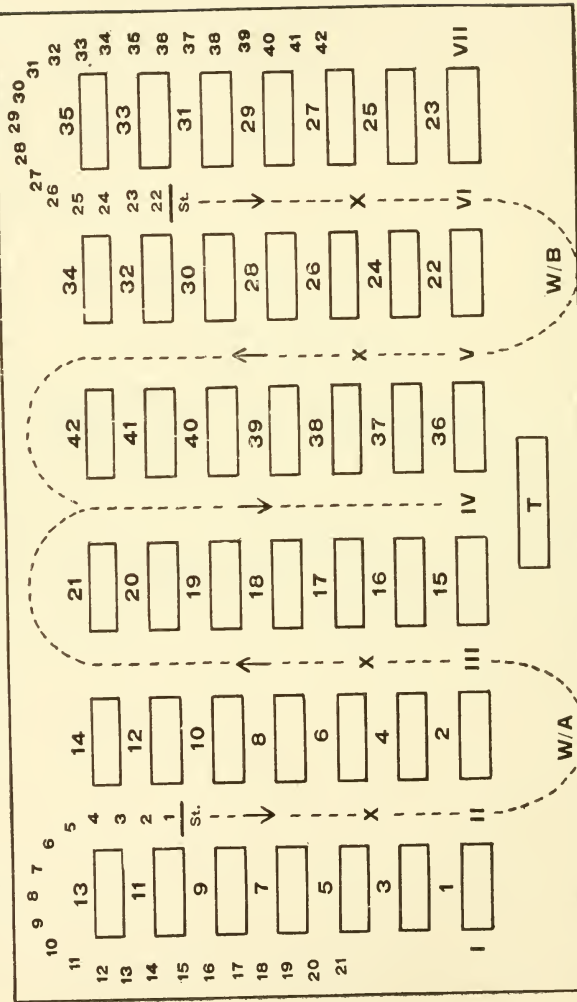 10 9 8 7 6 27 28 29 30 31
11 5 26 32
12 13 4 14 21 42 34 25 35 33
13 3 24 34
14 11 2 12 20 41 32 23 33 35
15 1 22 38
16 9 St. 10 19 40 30 St. 31 37
17 38
18 7 8 18 39 28 29 39
19 40
20 41
21 5 6 17 38 26 27 42
3 X 4 X 16 37 X 24 X 25
1 2 15 36 22 23
I II III IV V VI VII
T
W/A W/B